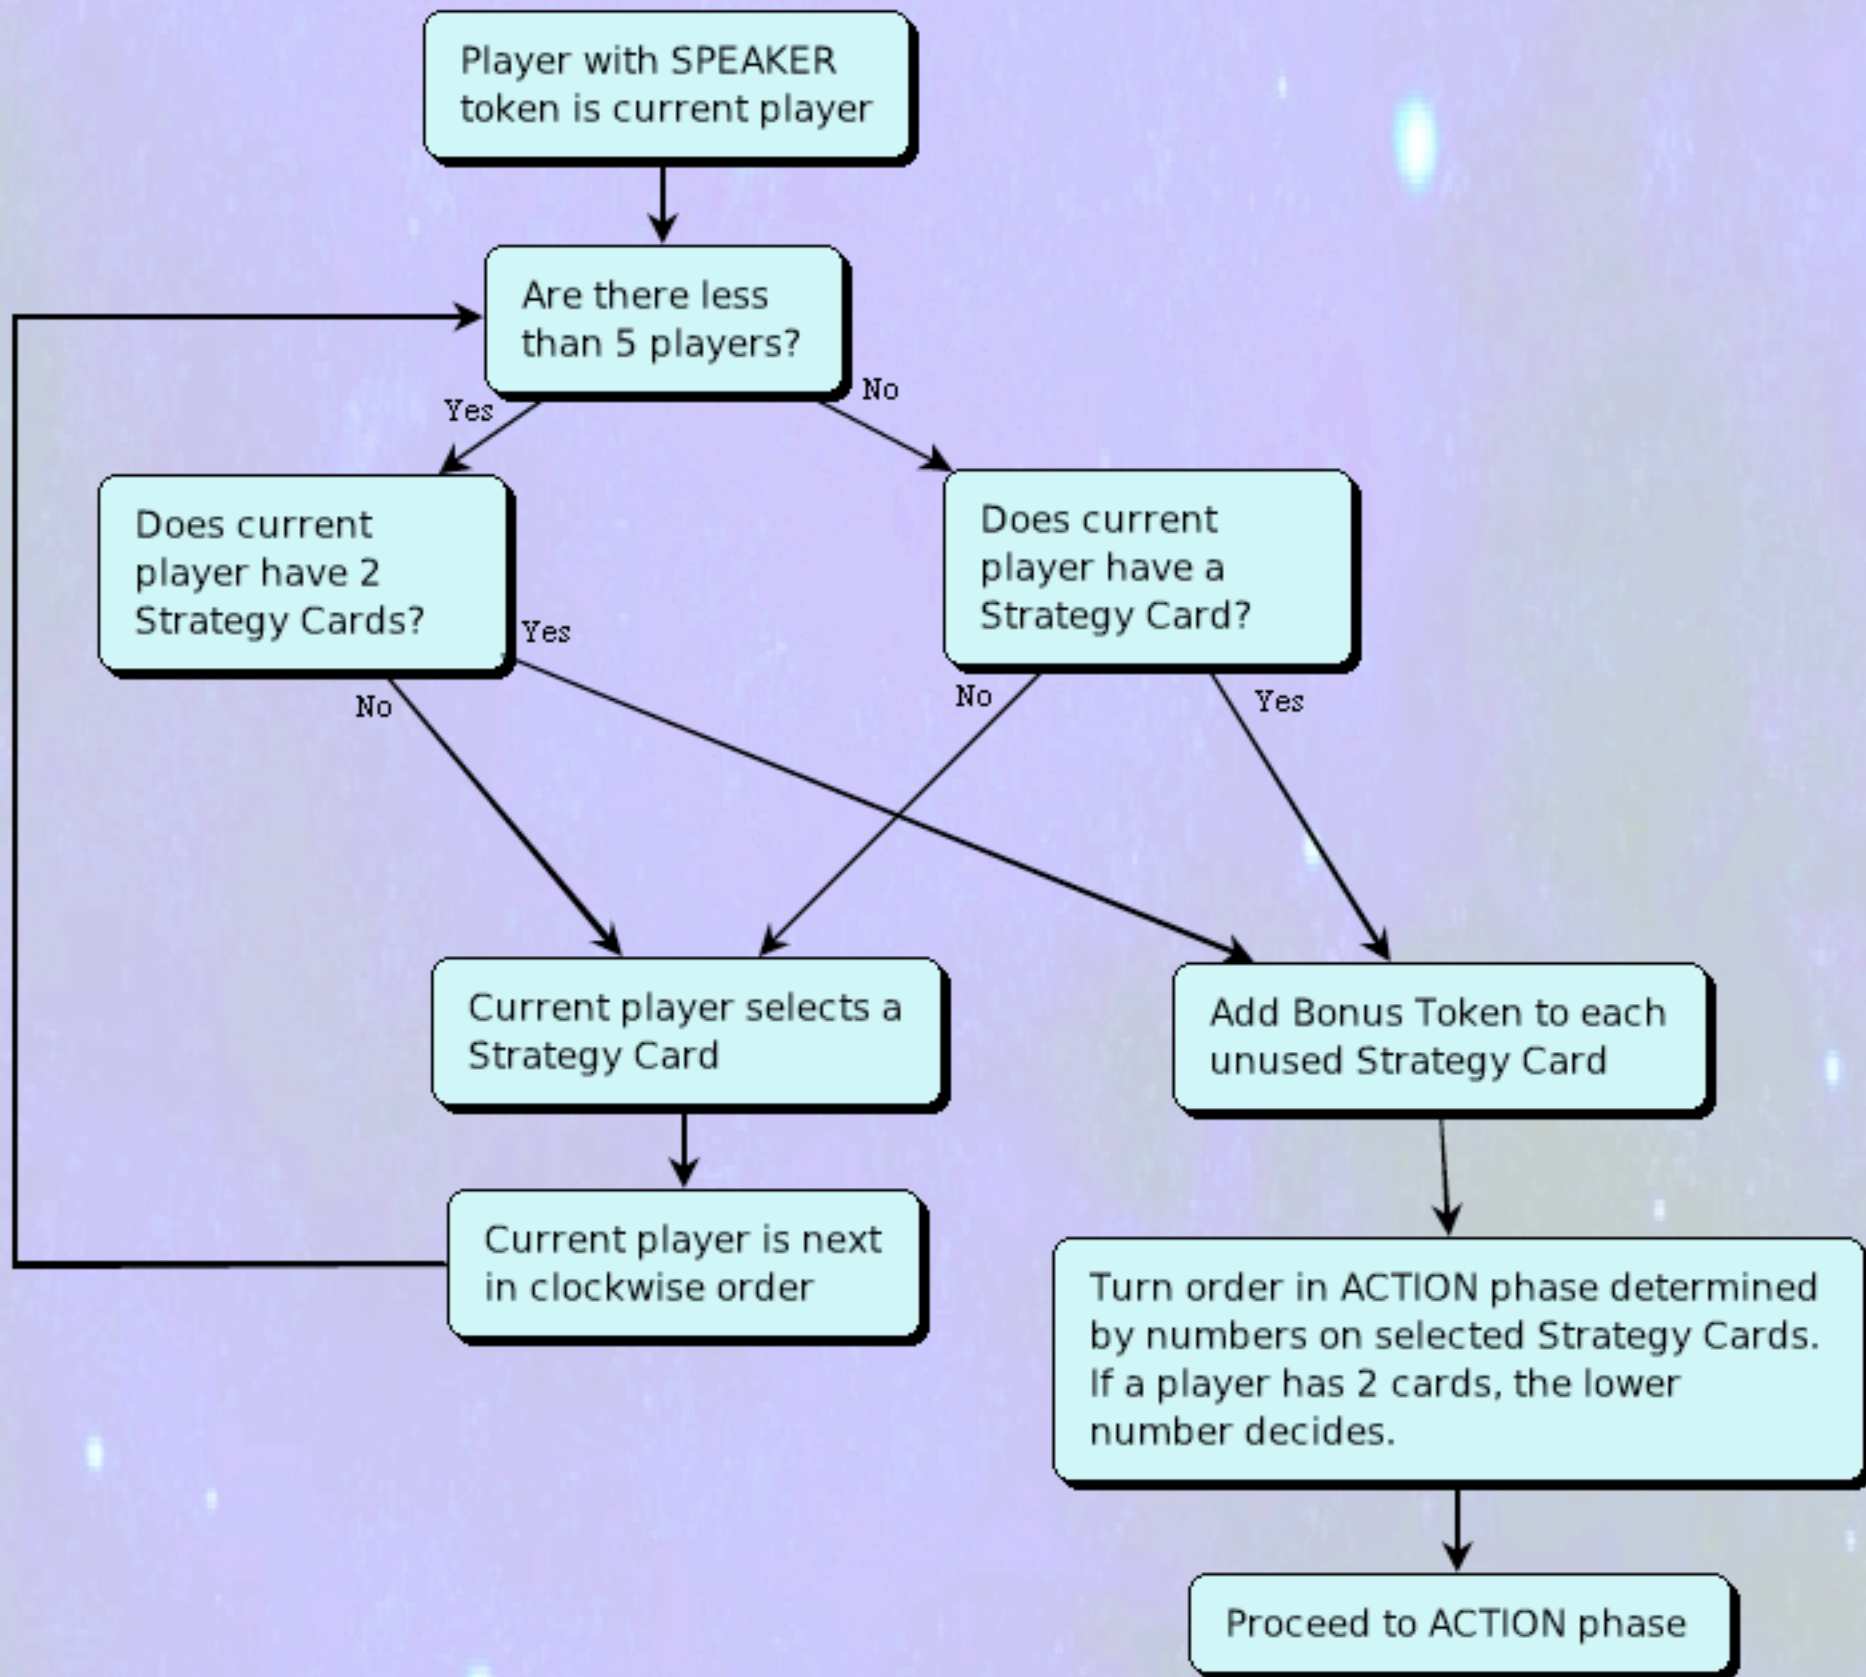 Player with SPEAKER
token is current player
Are there less
than 5 players?
Yes
No
Does current
player have 2
Strategy Cards?
Does current
player have a
Strategy Card?
Yes
No
No
Yes
Current player selects a
Strategy Card
Add Bonus Token to each
unused Strategy Card
Current player is next
in clockwise order
Turn order in ACTION phase determined
by numbers on selected Strategy Cards.
If a player has 2 cards, the lower
number decides.
Proceed to ACTION phase